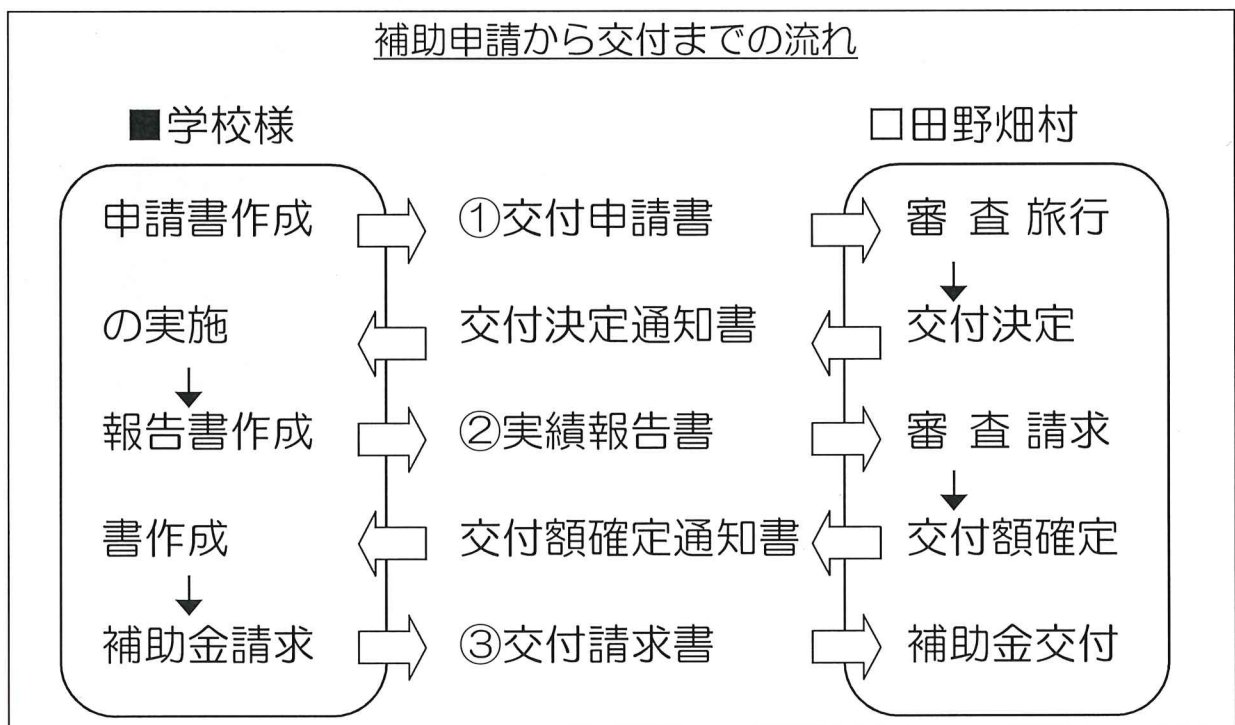 補助申請から交付までの流れ
■学校様 □田野畑村
申請書作成 ①交付申請書 審 査 旅行
の実施 交付決定通知書 交付決定
報告書作成 ②実績報告書 審 査 請求
書作成 交付額確定通知書 交付額確定
補助金請求 ③交付請求書 補助金交付